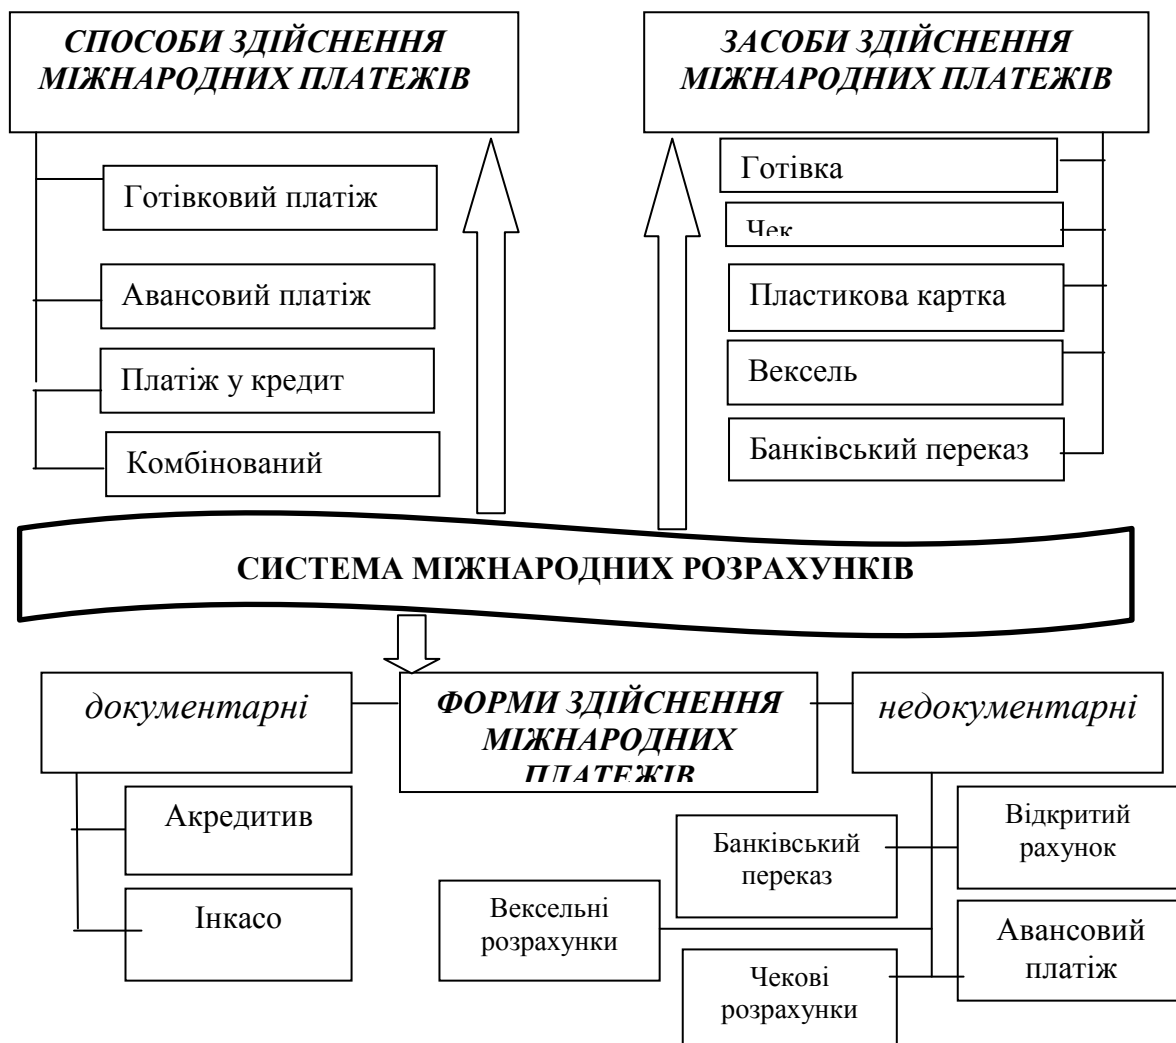 СПОСОБИ ЗДІЙСНЕННЯ
МІЖНАРОДНИХ ПЛАТЕЖІВ
Готівковий платіж
Авансовий платіж
Платіж у кредит
Комбінований
ЗАСОБИ ЗДІЙСНЕННЯ
МІЖНАРОДНИХ ПЛАТЕЖІВ
Готівка
Чек
Пластикова картка
Вексель
Банківський переказ
СИСТЕМА МІЖНАРОДНИХ РОЗРАХУНКІВ
документарні
ФОРМИ ЗДІЙСНЕННЯ
МІЖНАРОДНИХ
ПЛАТЕЖІВ
недокументарні
Акредитив
Інкасо
Банківський
переказ
Відкритий
рахунок
Вексельні
розрахунки
Авансовий
платіж
Чекові
розрахунки